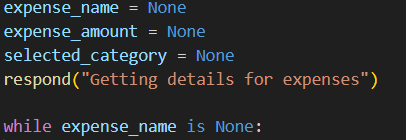 expense_name = None
expense_amount = None
selected_category = None
respond("Getting details for expenses")
while expense_name is None: